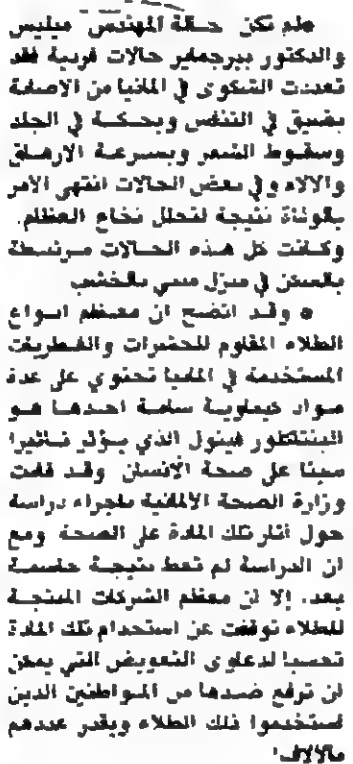 ● لم تكن حالة المهندس فيليس
والدكتور بيرجماير حالات فريدة فقد
تعددت الشكوى في المانيا من الاصابة
بضيق في التنفس وبحكة في الجلد
وسقوط الشعر وبسرعة الارهاق
والآلام وفي بعض الحالات انتهى الامر
بالوفاة نتيجة لتحلل نخاع العظام.
وكانت كل هذه الحالات مرتبطة
بالسكن في منزل مبني بالخشب
● وقد اتضح ان معظم انواع
الطلاء المقاوم للحشرات والفطريات
المستخدمة في المانيا تحتوي على عدة
مواد كيماوية سامة احدها هو
البنتكلور فينول الذي يؤثر تأثيرا
سيئا على صحة الانسان وقد قامت
وزارة الصحة الالمانية باجراء دراسة
حول اثار تلك المادة على الصحة ومع
ان الدراسة لم تعط نتيجة حاسمة
بعد، إلا ان معظم الشركات المنتجة
للطلاء توقفت عن استخدام تلك المادة
تحسبا لدعاوى التعويض التي يمكن
ان ترفع ضدها من المواطنين الذين
استخدموا ذلك الطلاء ويقدر عددهم
بالآلاف!